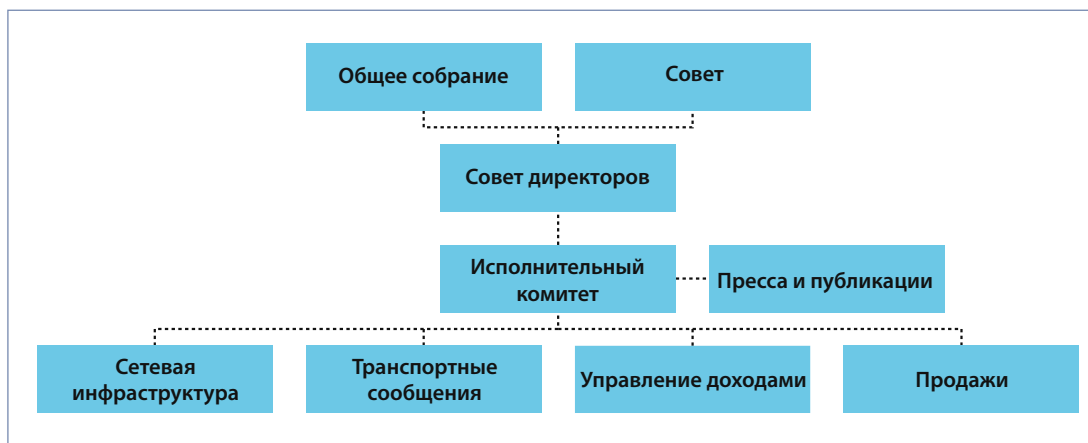 Общее собрание
Совет
Совет директоров
Исполнительный
комитет
Пресса и публикации
Сетевая
инфраструктура
Транспортные
сообщения
Управление доходами
Продажи